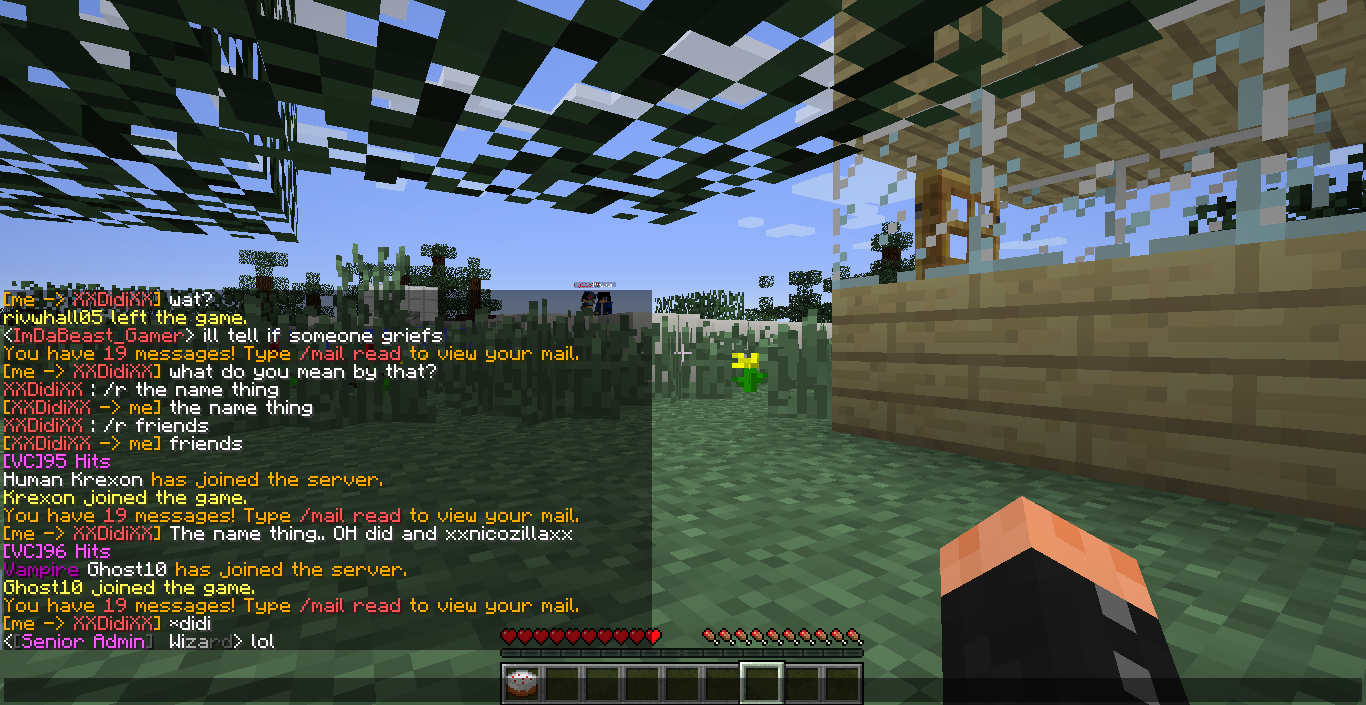 [me -> XXDidiXX] wat?
rivwhall05 left the game.
<ImDaBeast_Gamer> ill tell if someone griefs
You have 19 messages! Type /mail read to view your mail.
[me -> XXDidiXX] what do you mean by that?
XXDidiXX : /r the name thing
[XXDidiXX -> me] the name thing
XXDidiXX : /r friends
[XXDidiXX -> me] friends
[VC]95 Hits
Human Krexon has joined the server.
Krexon joined the game.
You have 19 messages! Type /mail read to view your mail.
[me -> XXDidiXX] The name thing.. OH did and xxnicozillaxx
[VC]96 Hits
Vampire Ghost10 has joined the server.
Ghost10 joined the game.
You have 19 messages! Type /mail read to view your mail.
[me -> XXDidiXX] *didi
<[Senior Admin] Wizard> lol